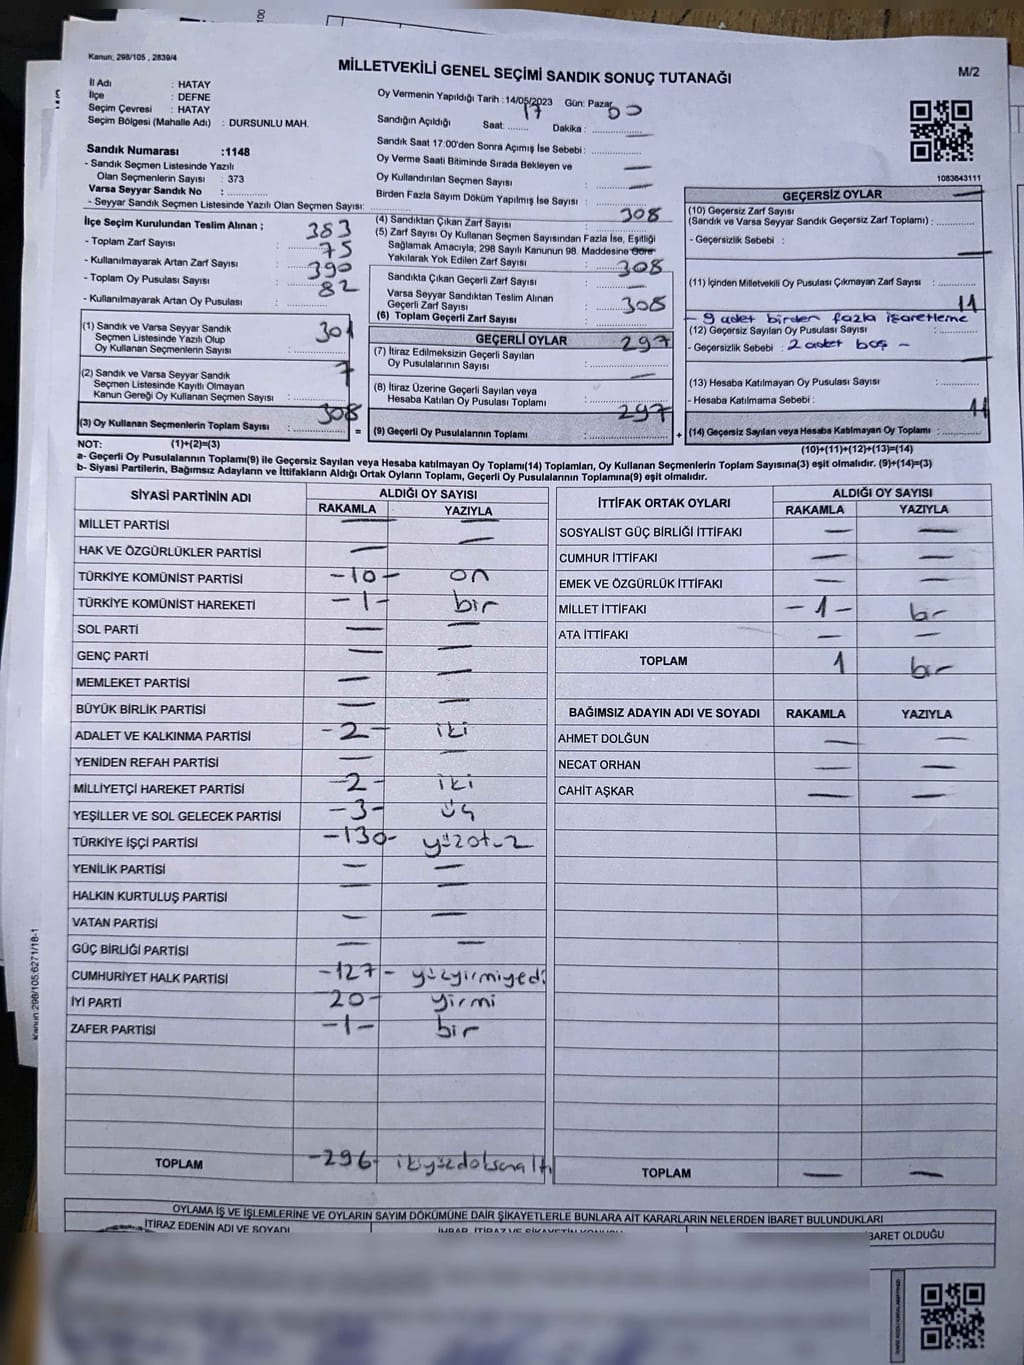 Kanun; 298/105 , 2839/4
MİLLETVEKİLİ GENEL SEÇİMİ SANDIK SONUÇ TUTANAĞI
M/2
İl Adı : HATAY
İlçe : DEFNE
Seçim Çevresi : HATAY
Seçim Bölgesi (Mahalle Adı) : DURSUNLU MAH.
Sandık Numarası :1148
- Sandık Seçmen Listesinde Yazılı
Olan Seçmenlerin Sayısı : 373
Varsa Seyyar Sandık No : ..............
- Seyyar Sandık Seçmen Listesinde Yazılı Olan Seçmen Sayısı: ..............
Oy Vermenin Yapıldığı Tarih :14/05/2023 Gün: Pazar
Sandığın Açıldığı Saat: 17 Dakika : 00
Sandık Saat 17:00'den Sonra Açımış İse Sebebi : —
Oy Verme Saati Bitiminde Sırada Bekleyen ve
Oy Kullandırılan Seçmen Sayısı : —
Birden Fazla Sayım Döküm Yapılmış İse Sayısı : —
1083643111
İlçe Seçim Kurulundan Teslim Alınan ;
- Toplam Zarf Sayısı : 383
- Kullanılmayarak Artan Zarf Sayısı : 75
- Toplam Oy Pusulası Sayısı : 390
- Kullanılmayarak Artan Oy Pusulası : 82
(1) Sandık ve Varsa Seyyar Sandık
Seçmen Listesinde Yazılı Olup
Oy Kullanan Seçmenlerin Sayısı : 301
(2) Sandık ve Varsa Seyyar Sandık
Seçmen Listesinde Kayıtlı Olmayan
Kanun Gereği Oy Kullanan Seçmen Sayısı : 7
(3) Oy Kullanan Seçmenlerin Toplam Sayısı : 308
(4) Sandıktan Çıkan Zarf Sayısı : 308
(5) Zarf Sayısı Oy Kullanan Seçmen Sayısından Fazla İse, Eşitliği
Sağlamak Amacıyla; 298 Sayılı Kanunun 98. Maddesine Göre
Yakılarak Yok Edilen Zarf Sayısı : —
Sandıkta Çıkan Geçerli Zarf Sayısı : 308
Varsa Seyyar Sandıktan Teslim Alınan
Geçerli Zarf Sayısı : —
(6) Toplam Geçerli Zarf Sayısı : 308
GEÇERLİ OYLAR
(7) İtiraz Edilmeksizin Geçerli Sayılan
Oy Pusulalarının Sayısı : 297
(8) İtiraz Üzerine Geçerli Sayılan veya
Hesaba Katılan Oy Pusulası Toplamı : —
= (9) Geçerli Oy Pusulalarının Toplamı : 297
GEÇERSİZ OYLAR
(10) Geçersiz Zarf Sayısı
(Sandık ve Varsa Seyyar Sandık Geçersiz Zarf Toplamı) : —
- Geçersizlik Sebebi :
(11) İçinden Milletvekili Oy Pusulası Çıkmayan Zarf Sayısı : —
- 9 adet birden fazla işaretleme
(12) Geçersiz Sayılan Oy Pusulası Sayısı : 11
- Geçersizlik Sebebi : 2 adet boş -
(13) Hesaba Katılmayan Oy Pusulası Sayısı : —
- Hesaba Katılmama Sebebi :
+ (14) Geçersiz Sayılan veya Hesaba Katılmayan Oy Toplamı : 11
NOT: (1)+(2)=(3) (10)+(11)+(12)+(13)=(14)
a- Geçerli Oy Pusulalarının Toplamı(9) ile Geçersiz Sayılan veya Hesaba katılmayan Oy Toplamı(14) Toplamları, Oy Kullanan Seçmenlerin Toplam Sayısına(3) eşit olmalıdır. (9)+(14)=(3)
b- Siyasi Partilerin, Bağımsız Adayların ve İttifakların Aldığı Ortak Oyların Toplamı, Geçerli Oy Pusulalarının Toplamına(9) eşit olmalıdır.
SİYASİ PARTİNİN ADI ALDIĞI OY SAYISI
RAKAMLA YAZIYLA
MİLLET PARTİSİ — —
HAK VE ÖZGÜRLÜKLER PARTİSİ —
TÜRKİYE KOMÜNİST PARTİSİ -10- on
TÜRKİYE KOMÜNİST HAREKETİ -1- bir
SOL PARTİ — —
GENÇ PARTİ — —
MEMLEKET PARTİSİ — —
BÜYÜK BİRLİK PARTİSİ — —
ADALET VE KALKINMA PARTİSİ -2- iki
YENİDEN REFAH PARTİSİ — —
MİLLİYETÇİ HAREKET PARTİSİ -2- iki
YEŞİLLER VE SOL GELECEK PARTİSİ -3- üç
TÜRKİYE İŞÇİ PARTİSİ -130- yüzotuz
YENİLİK PARTİSİ — —
HALKIN KURTULUŞ PARTİSİ — —
VATAN PARTİSİ — —
GÜÇ BİRLİĞİ PARTİSİ — —
CUMHURİYET HALK PARTİSİ -127- yüzyirmiyedi
İYİ PARTİ 20- yirmi
ZAFER PARTİSİ -1- bir
TOPLAM -296- ikiyüzdoksanaltı
İTTİFAK ORTAK OYLARI ALDIĞI OY SAYISI
RAKAMLA YAZIYLA
SOSYALİST GÜÇ BİRLİĞİ İTTİFAKI — —
CUMHUR İTTİFAKI — —
EMEK VE ÖZGÜRLÜK İTTİFAKI — —
MİLLET İTTİFAKI -1- bir
ATA İTTİFAKI — —
TOPLAM 1 bir
BAĞIMSIZ ADAYIN ADI VE SOYADI RAKAMLA YAZIYLA
AHMET DOLĞUN — —
NECAT ORHAN — —
CAHİT AŞKAR — —
TOPLAM — —
OYLAMA İŞ VE İŞLEMLERİNE VE OYLARIN SAYIM DÖKÜMÜNE DAİR ŞİKAYETLERLE BUNLARA AİT KARARLARIN NELERDEN İBARET BULUNDUKLARI
İTİRAZ EDENİN ADI VE SOYADI
İHBAR, İTİRAZ VE ŞİKAYETİN KONUSU
BARET OLDUĞU
Kanun 298/105.6271/18-1
100